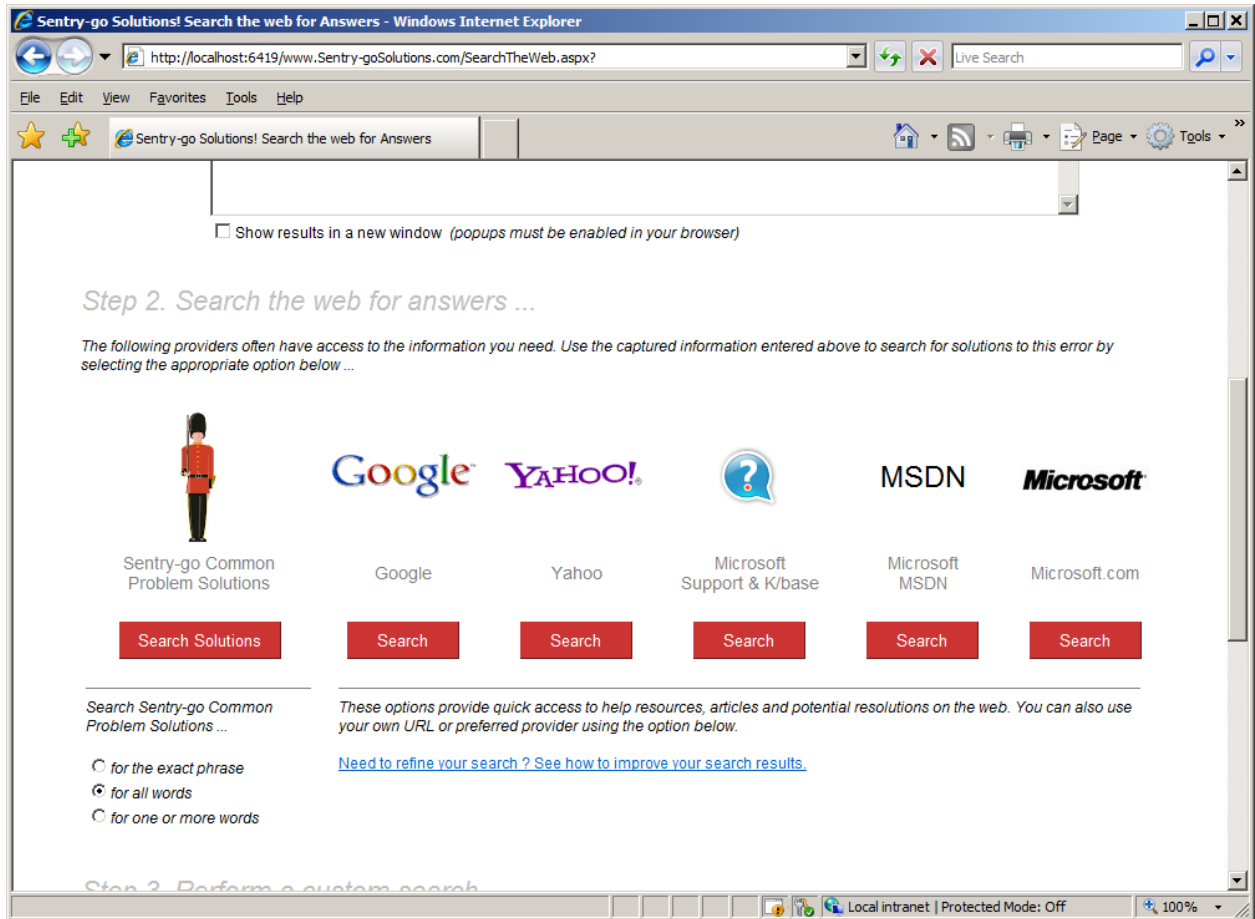 Sentry-go Solutions! Search the web for Answers - Windows Internet Explorer
http://localhost:6419/www.Sentry-goSolutions.com/SearchTheWeb.aspx?
Live Search
File Edit View Favorites Tools Help
Sentry-go Solutions! Search the web for Answers
Page Tools »
Show results in a new window (popups must be enabled in your browser)
Step 2. Search the web for answers ...
The following providers often have access to the information you need. Use the captured information entered above to search for solutions to this error by
selecting the appropriate option below ...
Google YAHOO!® ? MSDN Microsoft
Sentry-go Common
Problem Solutions
Google
Yahoo
Microsoft
Support & K/base
Microsoft
MSDN
Microsoft.com
Search Solutions Search Search Search Search Search
Search Sentry-go Common
Problem Solutions ...
for the exact phrase
for all words
for one or more words
These options provide quick access to help resources, articles and potential resolutions on the web. You can also use
your own URL or preferred provider using the option below.
Need to refine your search ? See how to improve your search results.
Step 3. Perform a custom search
Local intranet | Protected Mode: Off 100%